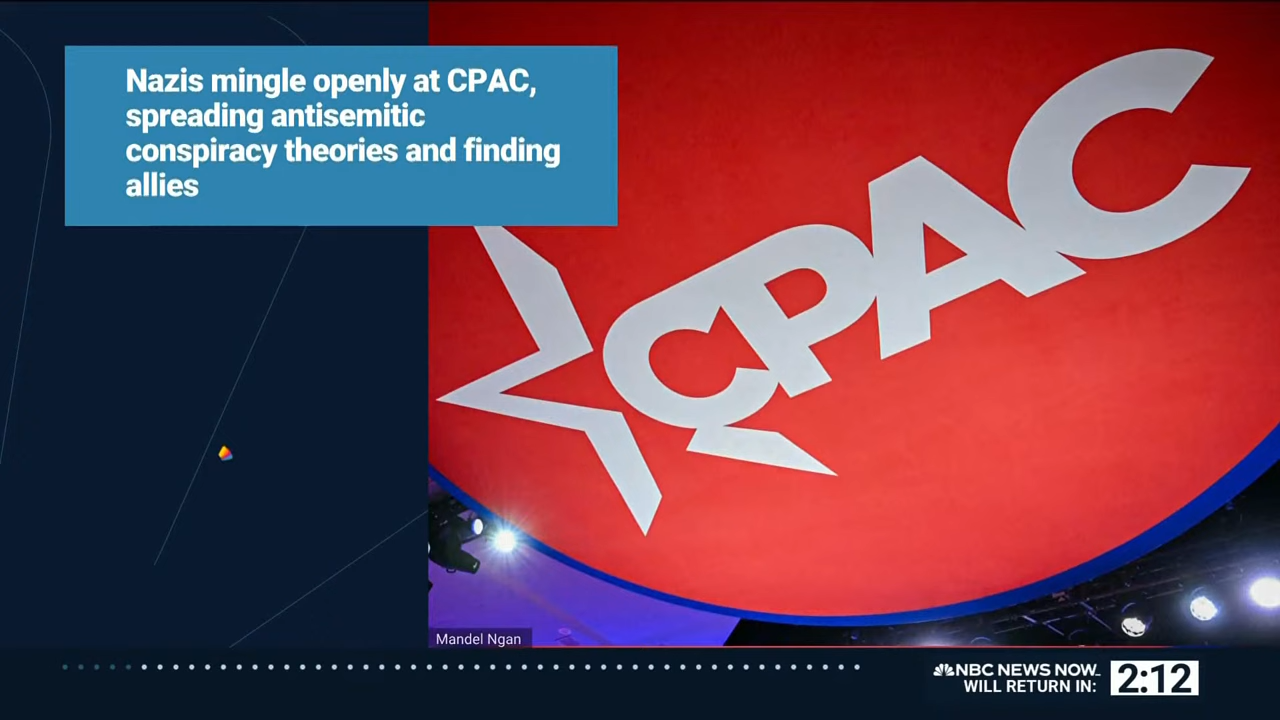 Nazis mingle openly at CPAC,
spreading antisemitic
conspiracy theories and finding
allies
CPAC
Mandel Ngan
NBC NEWS NOW
WILL RETURN IN:
2:12